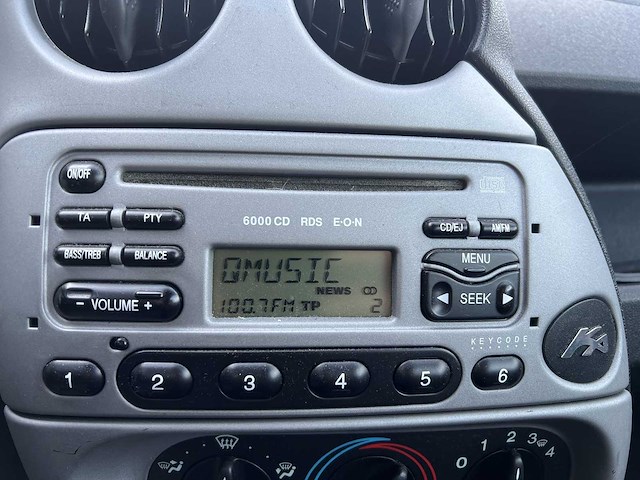 ON/OFF
TA PTY
BASS/TREB BALANCE
- VOLUME +
6000 CD RDS E·O·N
QMUSIC
NEWS
100.7FM TP 2
CD/EJ AM/FM
MENU
SEEK
KEYCODE
1 2 3 4 5 6
Ka
0 1 2 3 4